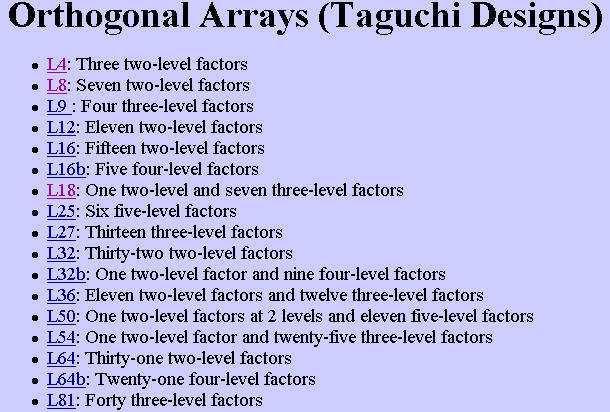 Orthogonal Arrays (Taguchi Designs)
L4: Three two-level factors
L8: Seven two-level factors
L9 : Four three-level factors
L12: Eleven two-level factors
L16: Fifteen two-level factors
L16b: Five four-level factors
L18: One two-level and seven three-level factors
L25: Six five-level factors
L27: Thirteen three-level factors
L32: Thirty-two two-level factors
L32b: One two-level factor and nine four-level factors
L36: Eleven two-level factors and twelve three-level factors
L50: One two-level factors at 2 levels and eleven five-level factors
L54: One two-level factor and twenty-five three-level factors
L64: Thirty-one two-level factors
L64b: Twenty-one four-level factors
L81: Forty three-level factors